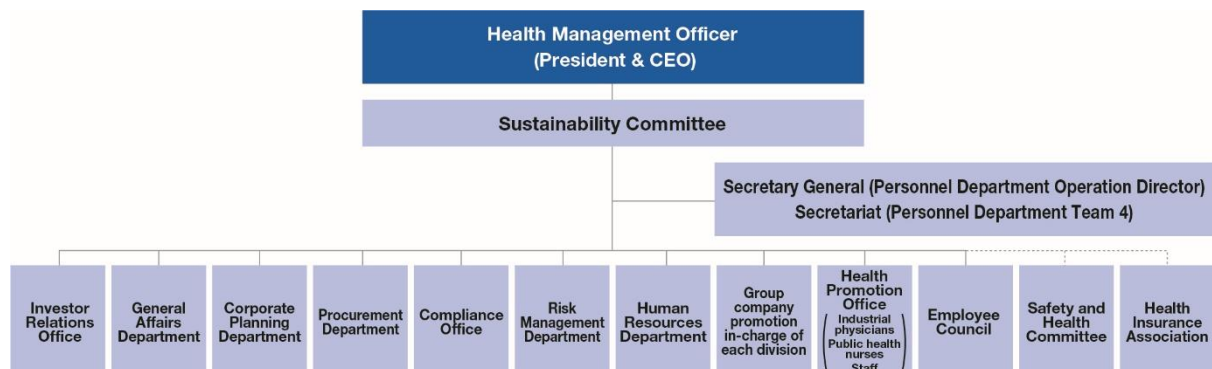 Health Management Officer
(President & CEO)
Sustainability Committee
Secretary General (Personnel Department Operation Director)
Secretariat (Personnel Department Team 4)
Investor
Relations
Office
General
Affairs
Department
Corporate
Planning
Department
Procurement
Department
Compliance
Office
Risk
Management
Department
Human
Resources
Department
Group
company
promotion
in-charge of
each division
Health
Promotion
Office
(Industrial
physicians
Public health
nurses
Staff
Employee
Council
Safety and
Health
Committee
Health
Insurance
Association